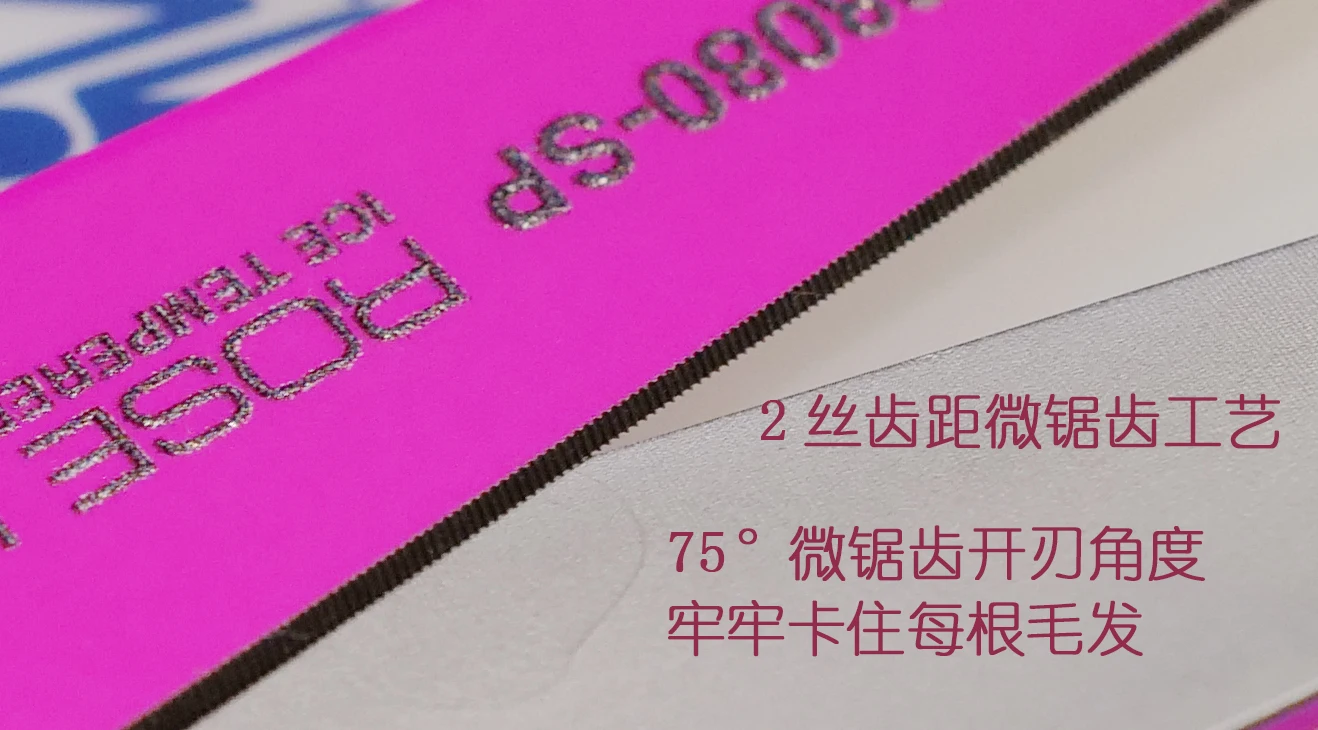 080-SP
ROSE
ICE TEMPERE
2丝齿距微锯齿工艺
75°微锯齿开刃角度
牢牢卡住每根毛发